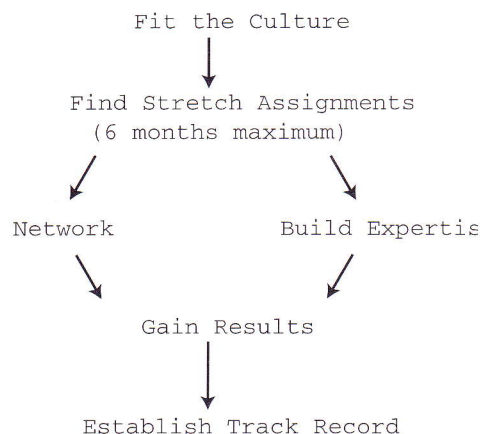 Fit the Culture
Find Stretch Assignments
(6 months maximum)
Network
Build Expertis
Gain Results
Establish Track Record